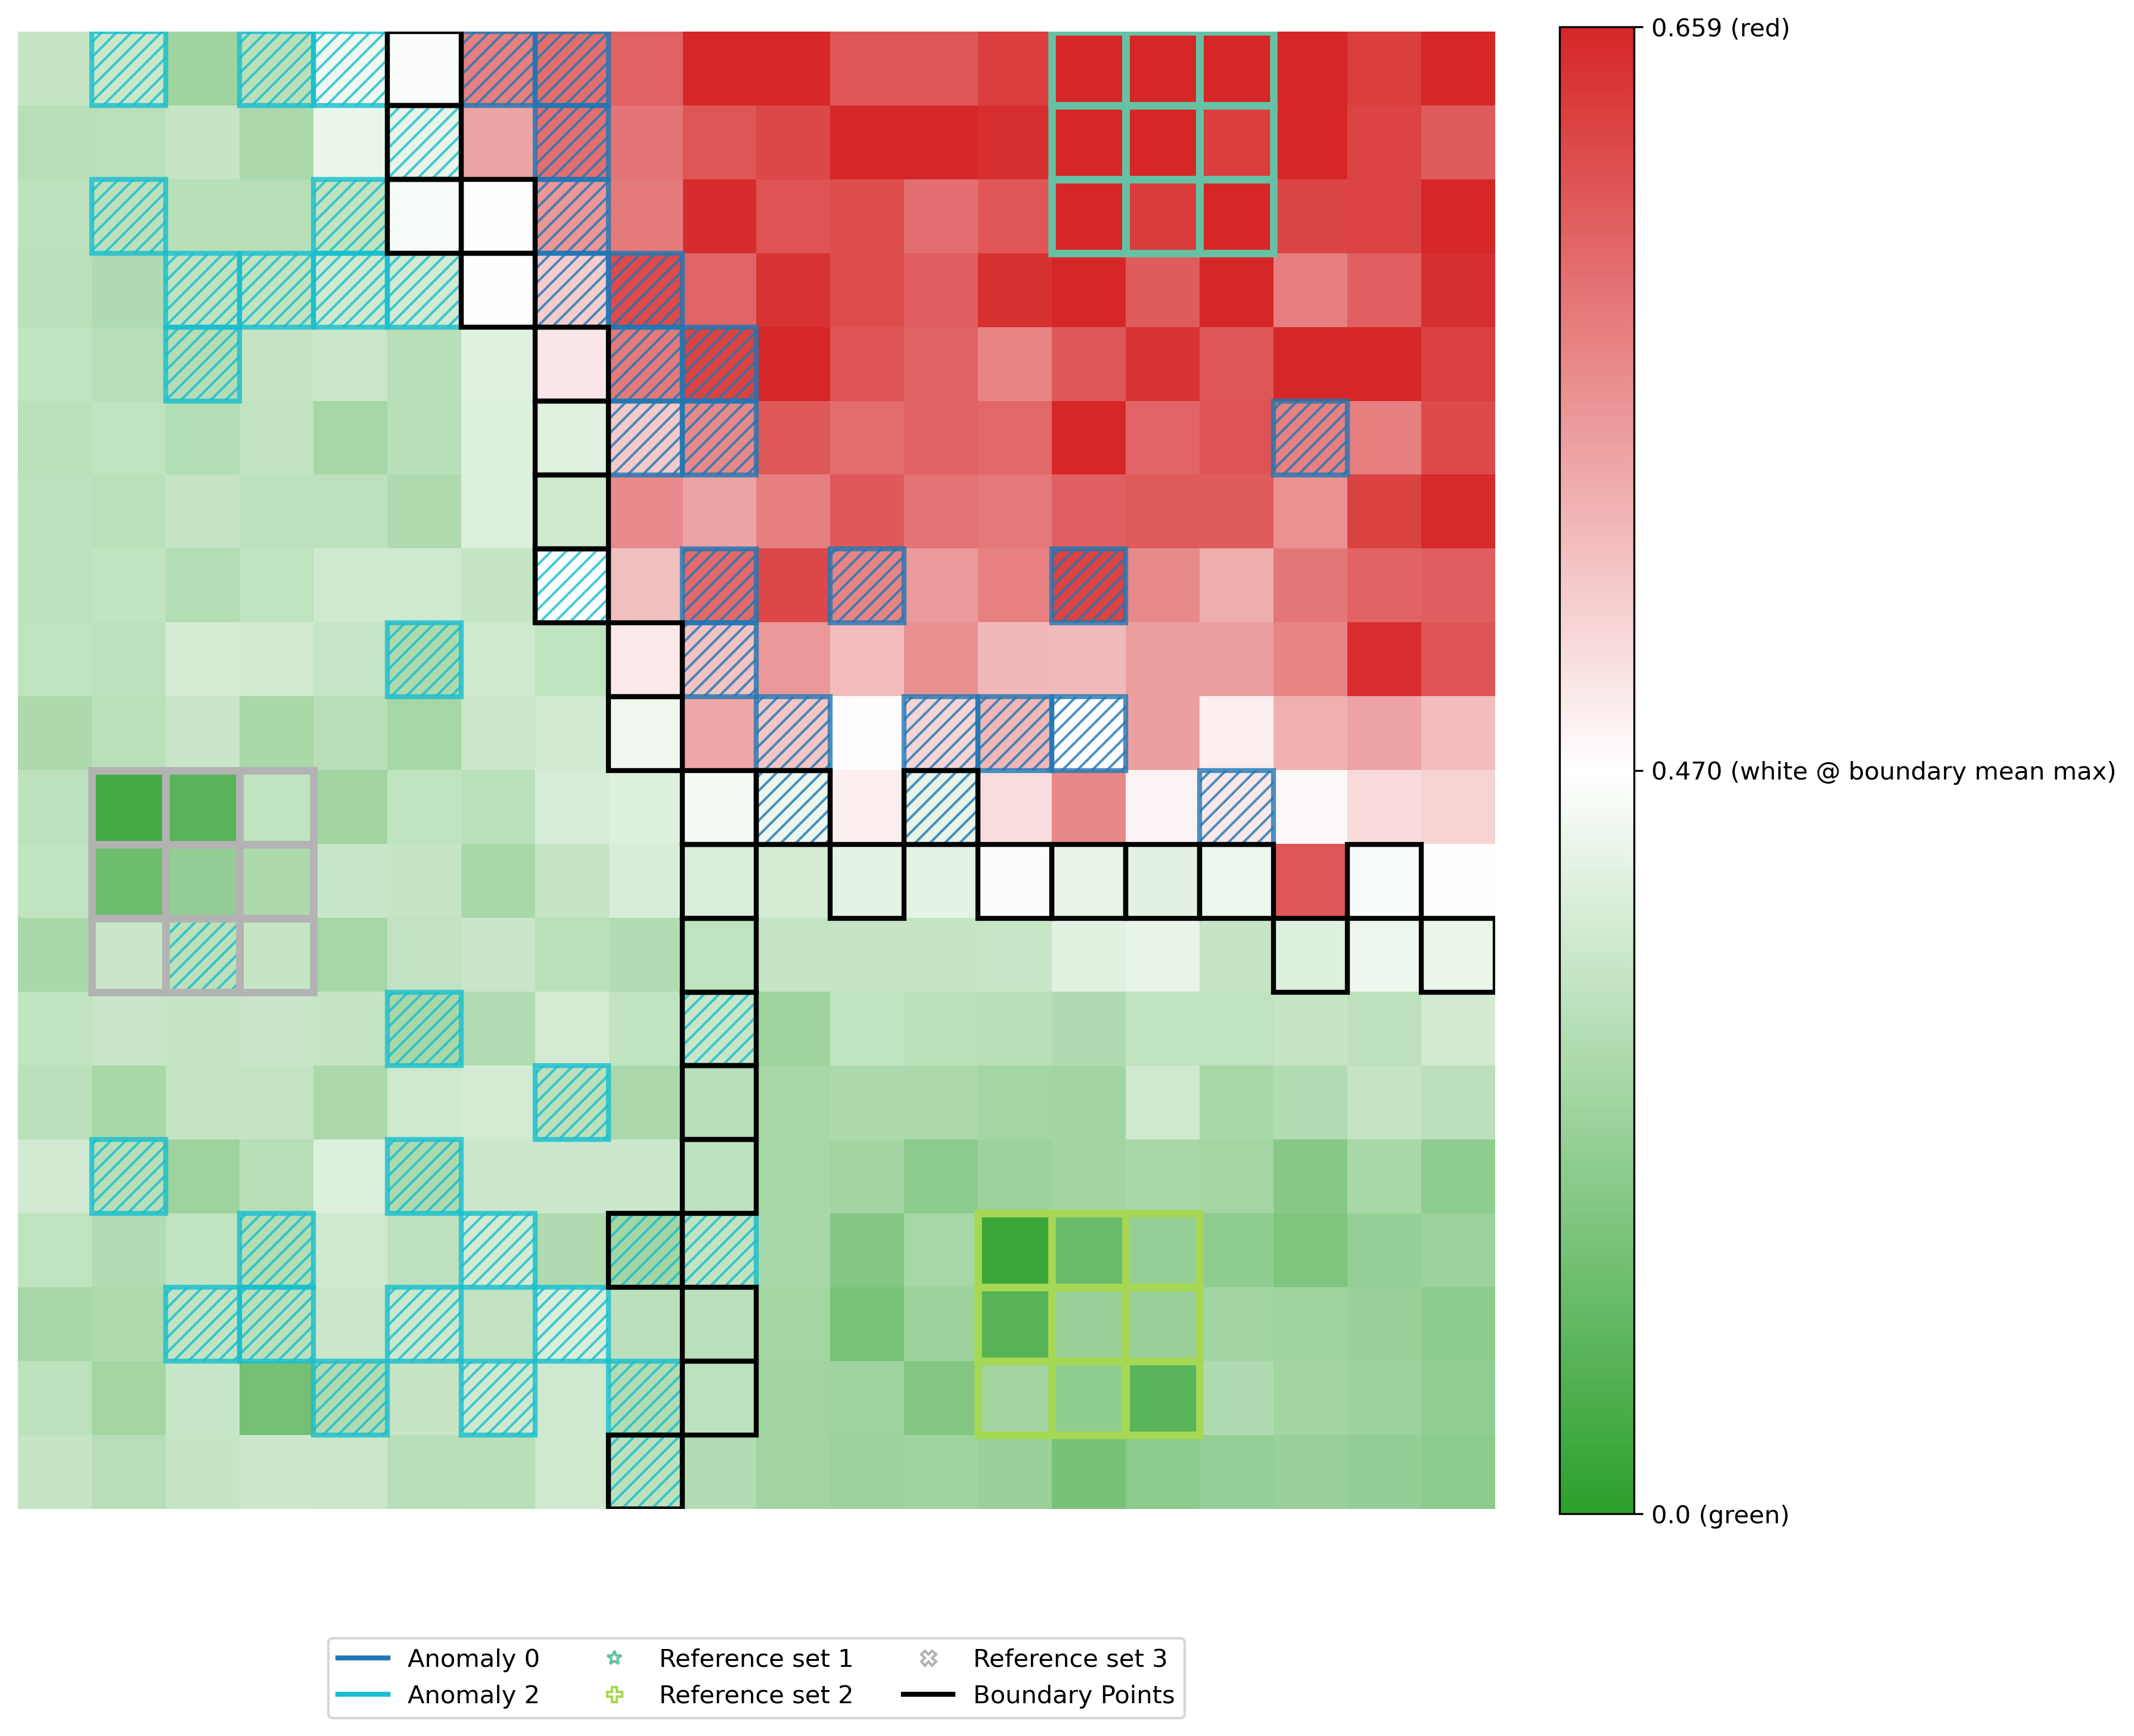 0.659 (red)
0.470 (white @ boundary mean max)
0.0 (green)
Anomaly 0
Anomaly 2
Reference set 1
Reference set 2
Reference set 3
Boundary Points